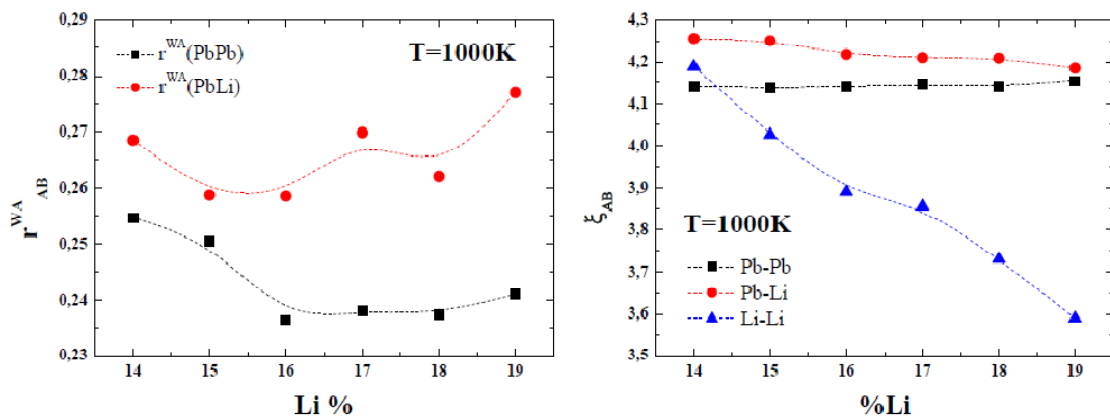 0,29
0,28
0,27
0,26
0,25
0,24
0,23
r^WA_AB
r^WA(PbPb)
r^WA(PbLi)
T=1000K
14 15 16 17 18 19
Li %
4,3
4,2
4,1
4,0
3,9
3,8
3,7
3,6
3,5
ξ_AB
T=1000K
Pb-Pb
Pb-Li
Li-Li
14 15 16 17 18 19
%Li